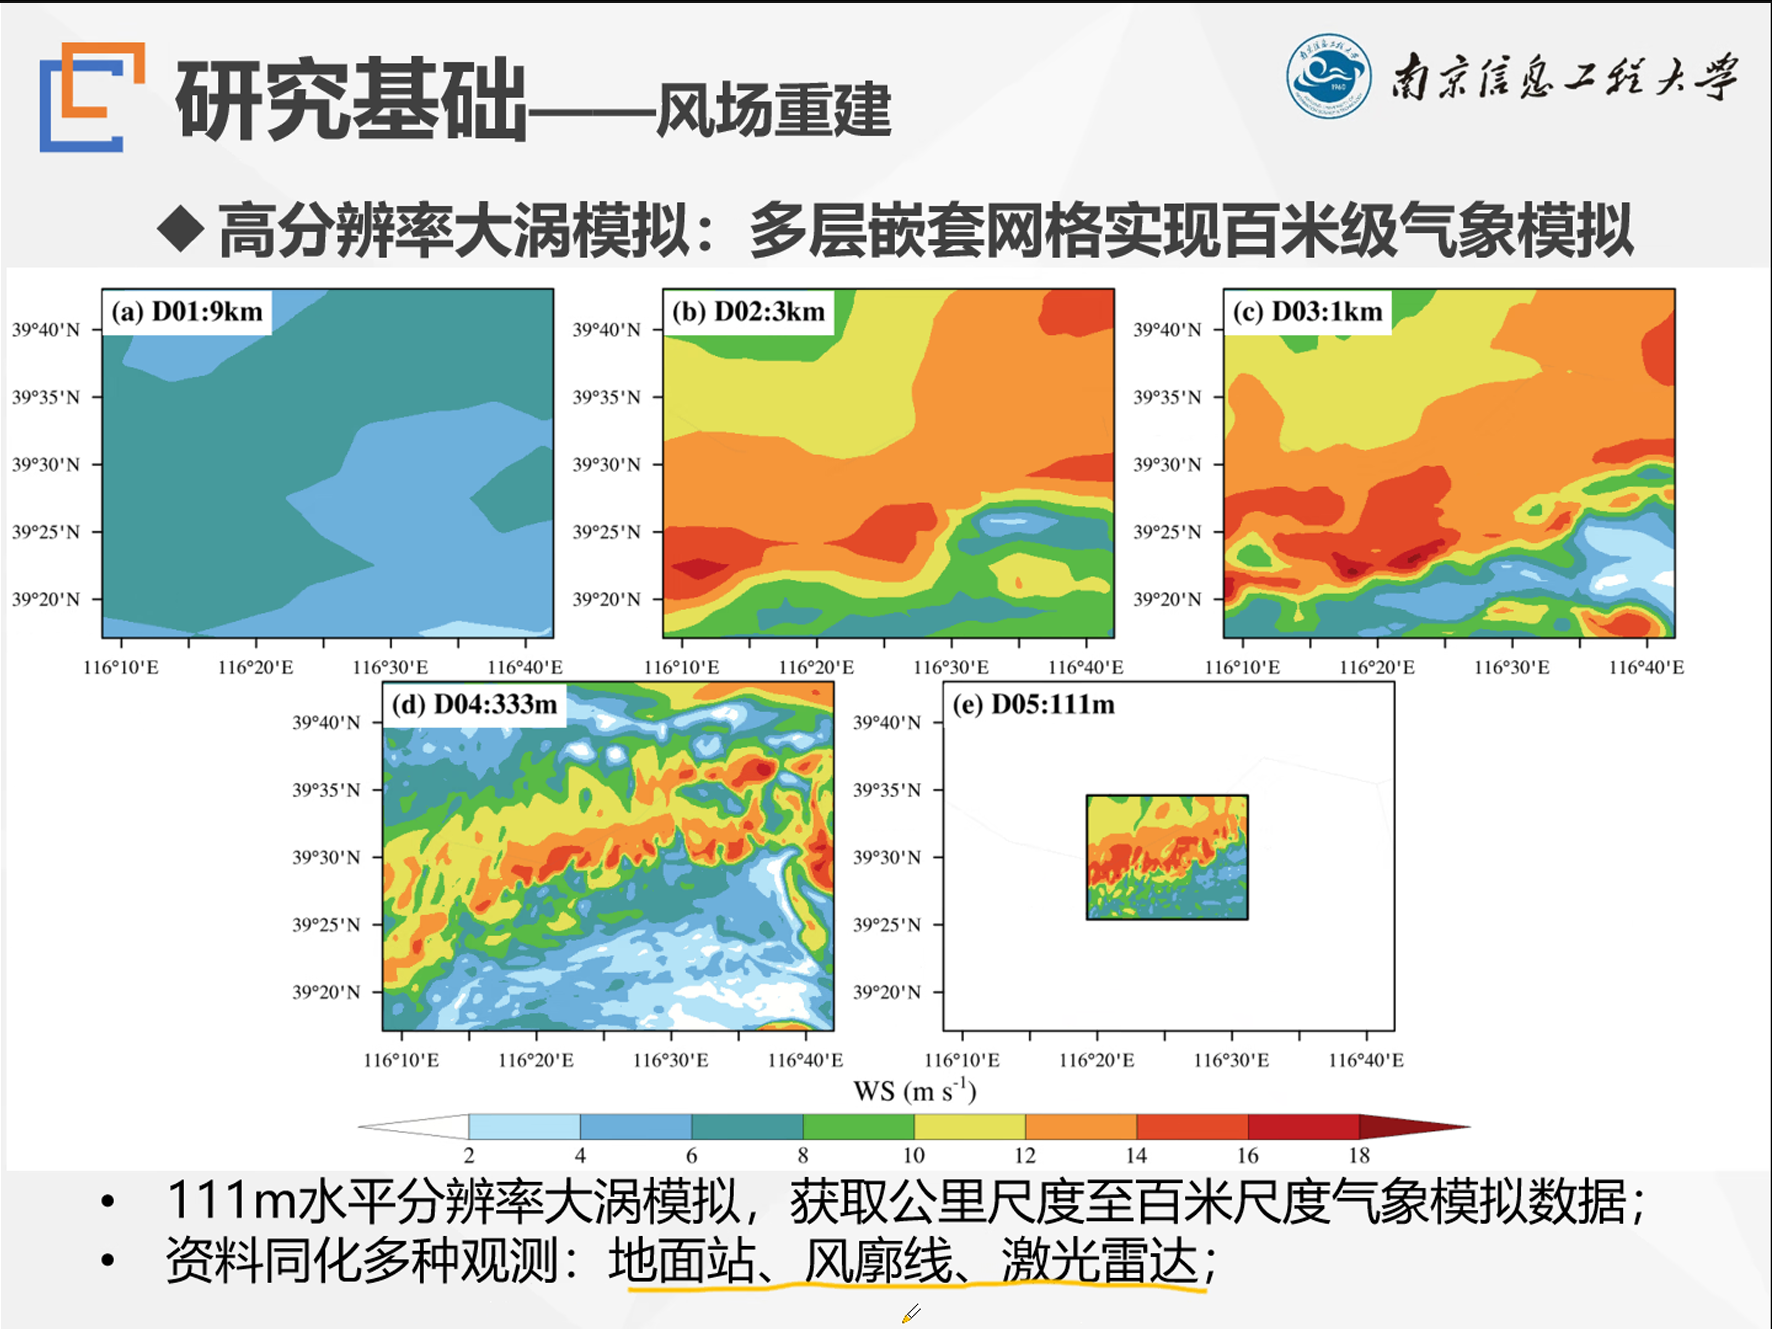 研究基础——风场重建
南京信息工程大学
◆高分辨率大涡模拟：多层嵌套网格实现百米级气象模拟
(a) D01:9km
39°40'N
39°35'N
39°30'N
39°25'N
39°20'N
116°10'E 116°20'E 116°30'E 116°40'E
(b) D02:3km
39°40'N
39°35'N
39°30'N
39°25'N
39°20'N
116°10'E 116°20'E 116°30'E 116°40'E
(c) D03:1km
39°40'N
39°35'N
39°30'N
39°25'N
39°20'N
116°10'E 116°20'E 116°30'E 116°40'E
(d) D04:333m
39°40'N
39°35'N
39°30'N
39°25'N
39°20'N
116°10'E 116°20'E 116°30'E 116°40'E
(e) D05:111m
39°40'N
39°35'N
39°30'N
39°25'N
39°20'N
116°10'E 116°20'E 116°30'E 116°40'E
WS (m s⁻¹)
2 4 6 8 10 12 14 16 18
• 111m水平分辨率大涡模拟，获取公里尺度至百米尺度气象模拟数据；
• 资料同化多种观测：地面站、风廓线、激光雷达；